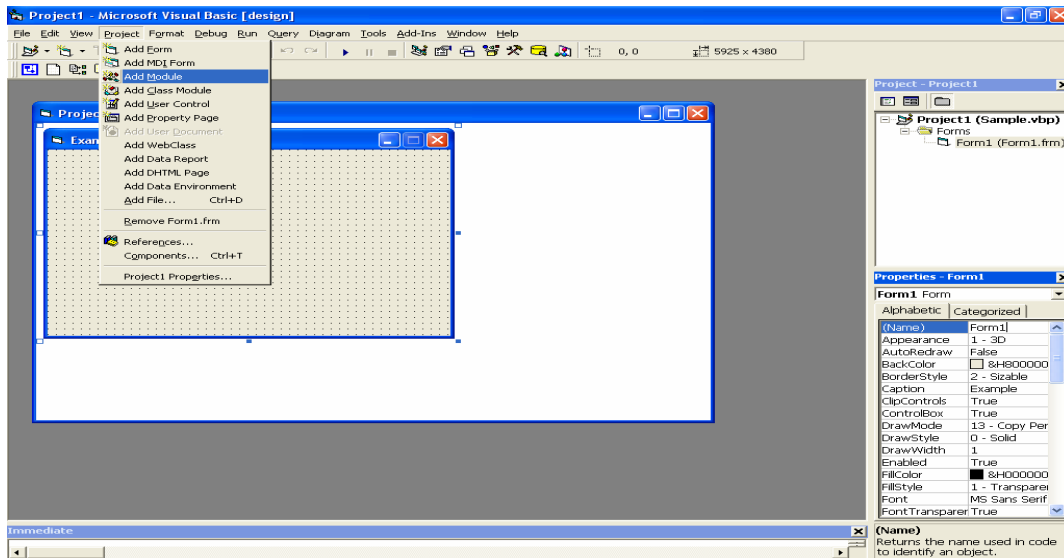 Project1 - Microsoft Visual Basic [design]
File Edit View Project Format Debug Run Query Diagram Tools Add-Ins Window Help
0, 0 5925 x 4380
Add Form
Add MDI Form
Add Module
Add Class Module
Add User Control
Add Property Page
Add User Document
Add WebClass
Add Data Report
Add DHTML Page
Add Data Environment
Add File... Ctrl+D
Remove Form1.frm
References...
Components... Ctrl+T
Project1 Properties...
Projec
Exam
Project - Project1
Project1 (Sample.vbp)
Forms
Form1 (Form1.frm)
Properties - Form1
Form1 Form
Alphabetic Categorized
(Name) Form1
Appearance 1 - 3D
AutoRedraw False
BackColor &H800000
BorderStyle 2 - Sizable
Caption Example
ClipControls True
ControlBox True
DrawMode 13 - Copy Per
DrawStyle 0 - Solid
DrawWidth 1
Enabled True
FillColor &H000000
FillStyle 1 - Transparer
Font MS Sans Serif
FontTransparer True
(Name)
Returns the name used in code
to identify an object.
Immediate